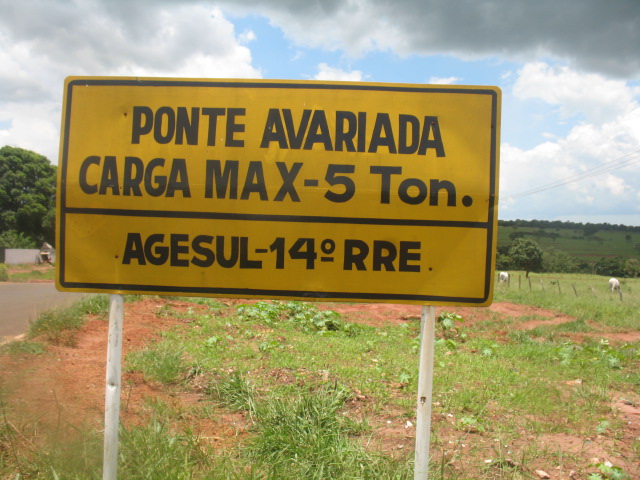 PONTE AVARIADA
CARGA MAX-5 Ton.
AGESUL-14º RRE.